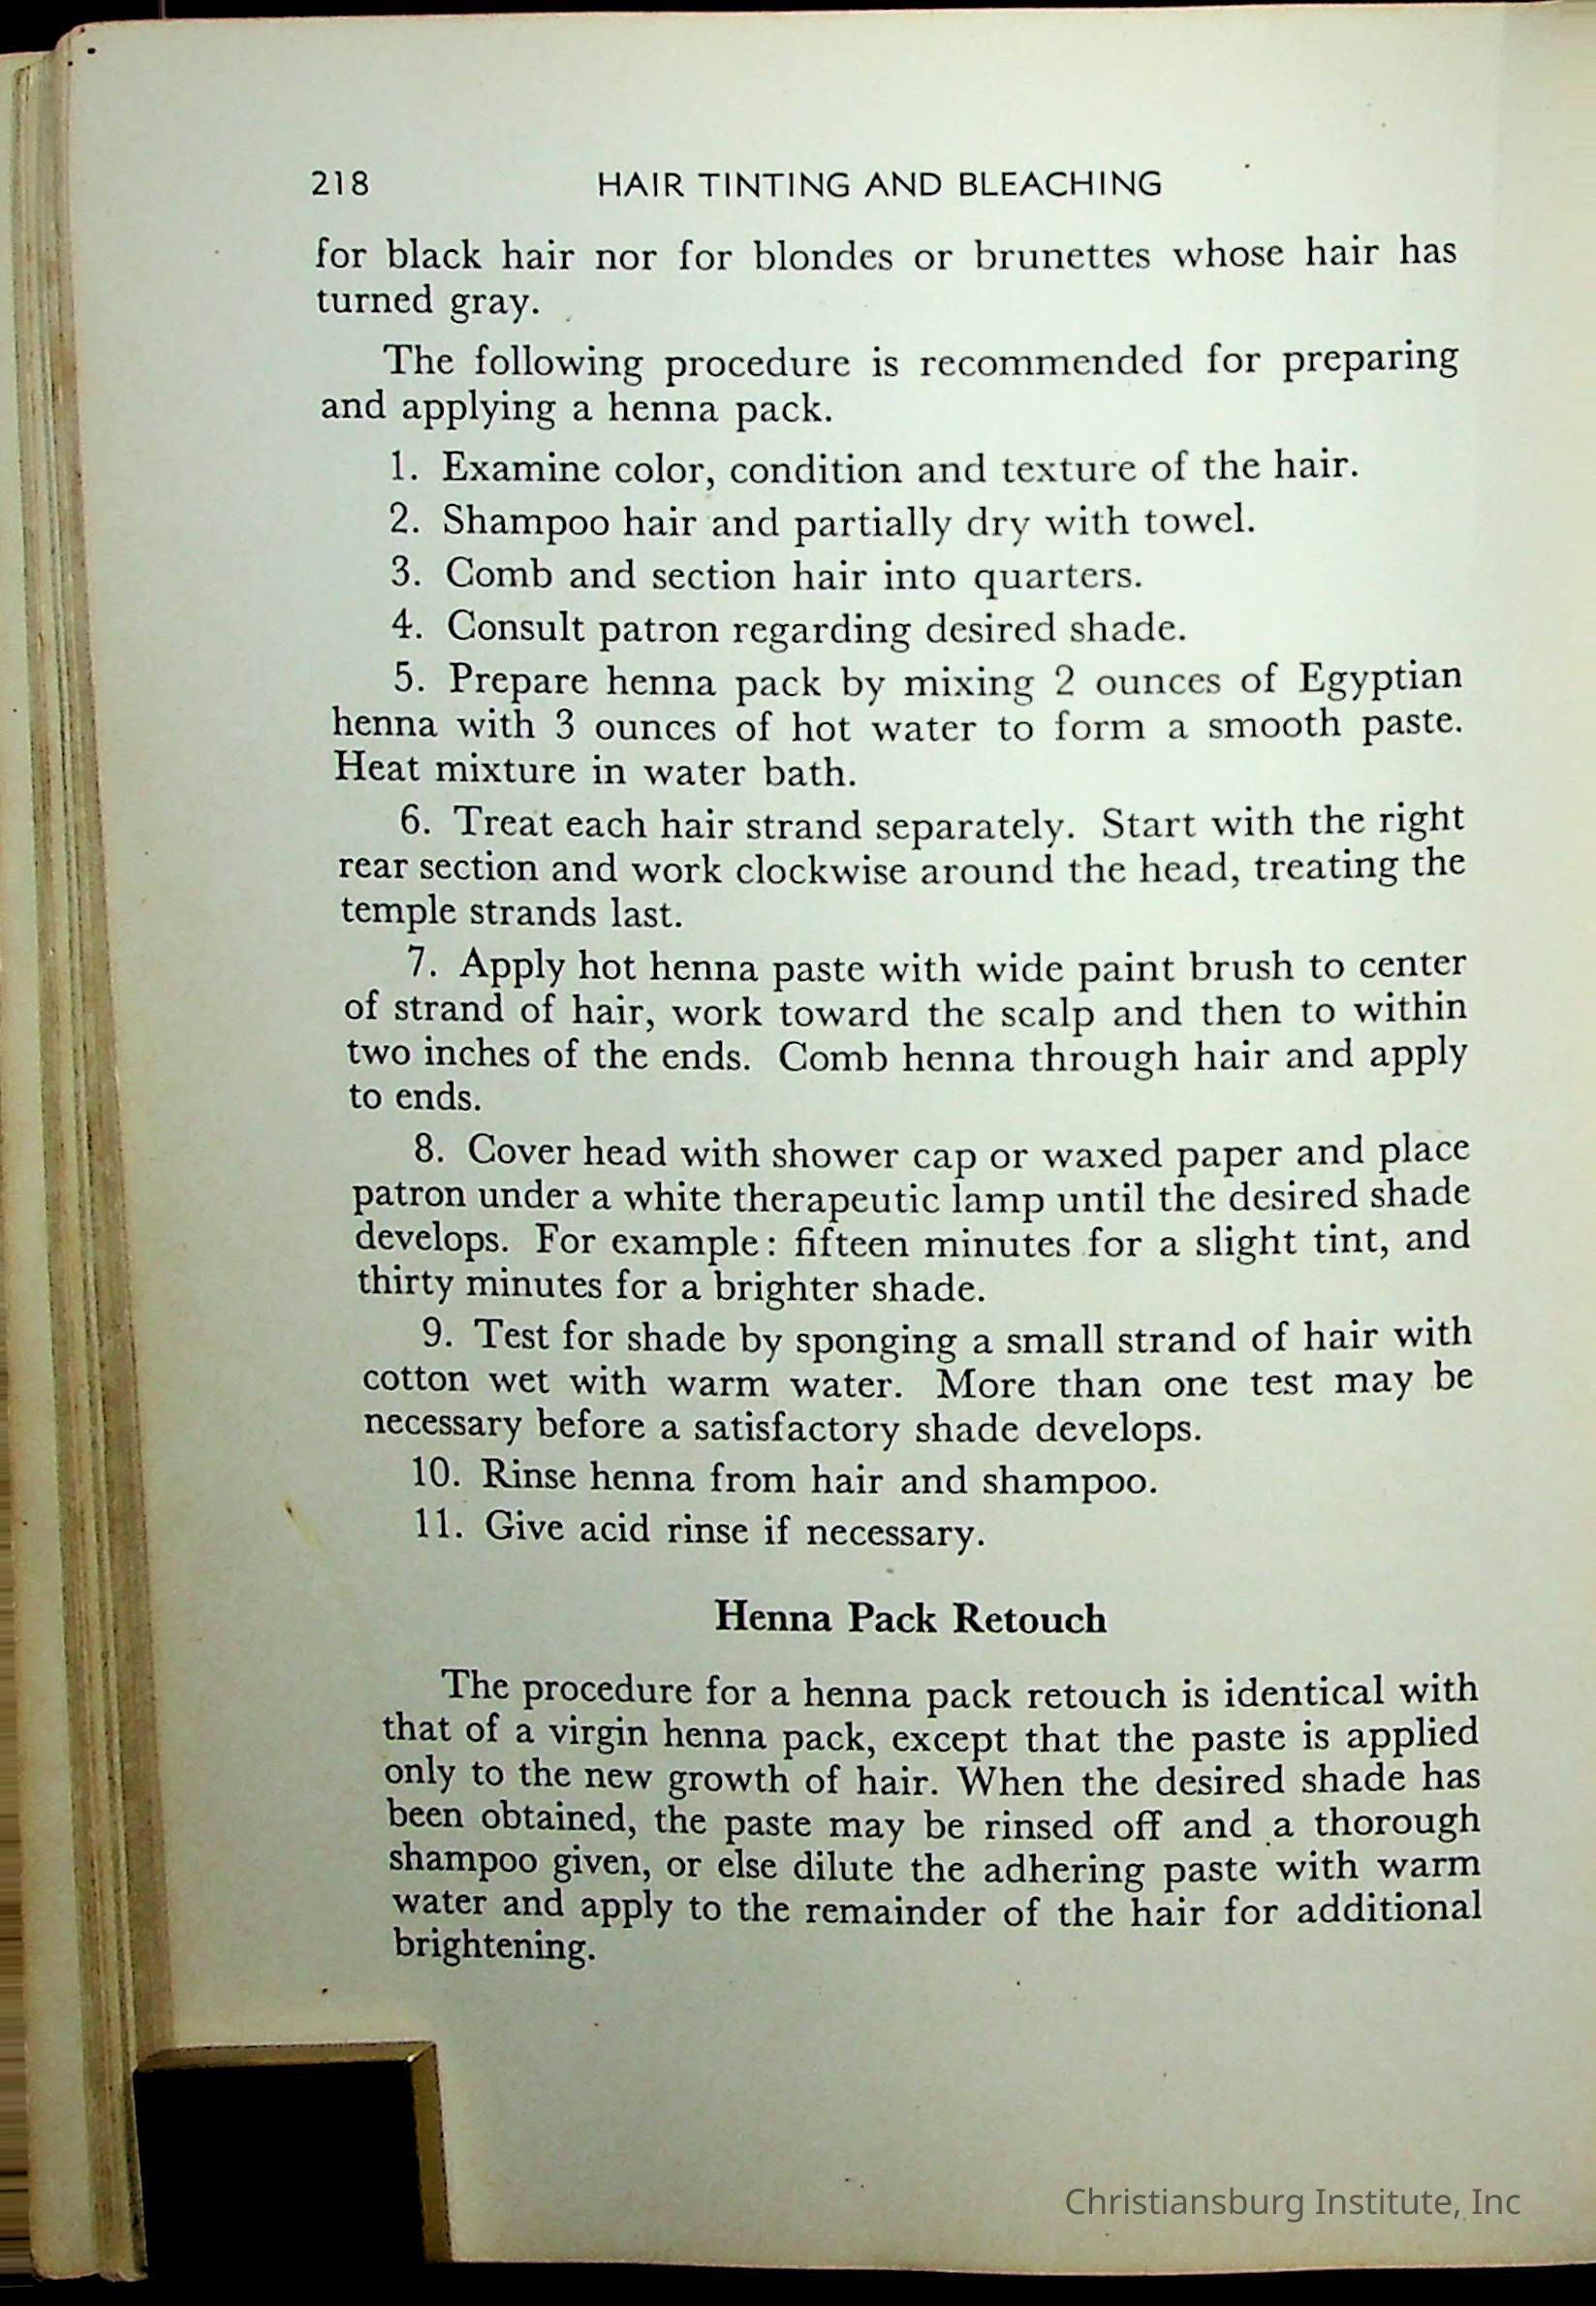 218 HAIR TINTING AND BLEACHING
for black hair nor for blondes or brunettes whose hair has
turned gray.
The following procedure is recommended for preparing
and applying a henna pack.
1. Examine color, condition and texture of the hair.
2. Shampoo hair and partially dry with towel.
3. Comb and section hair into quarters.
4. Consult patron regarding desired shade.
5. Prepare henna pack by mixing 2 ounces of Egyptian
henna with 3 ounces of hot water to form a smooth paste.
Heat mixture in water bath.
6. Treat each hair strand separately. Start with the right
rear section and work clockwise around the head, treating the
temple strands last.
7. Apply hot henna paste with wide paint brush to center
of strand of hair, work toward the scalp and then to within
two inches of the ends. Comb henna through hair and apply
to ends.
8. Cover head with shower cap or waxed paper and place
patron under a white therapeutic lamp until the desired shade
develops. For example: fifteen minutes for a slight tint, and
thirty minutes for a brighter shade.
9. Test for shade by sponging a small strand of hair with
cotton wet with warm water. More than one test may be
necessary before a satisfactory shade develops.
10. Rinse henna from hair and shampoo.
11. Give acid rinse if necessary.
Henna Pack Retouch
The procedure for a henna pack retouch is identical with
that of a virgin henna pack, except that the paste is applied
only to the new growth of hair. When the desired shade has
been obtained, the paste may be rinsed off and a thorough
shampoo given, or else dilute the adhering paste with warm
water and apply to the remainder of the hair for additional
brightening.
Christiansburg Institute, Inc